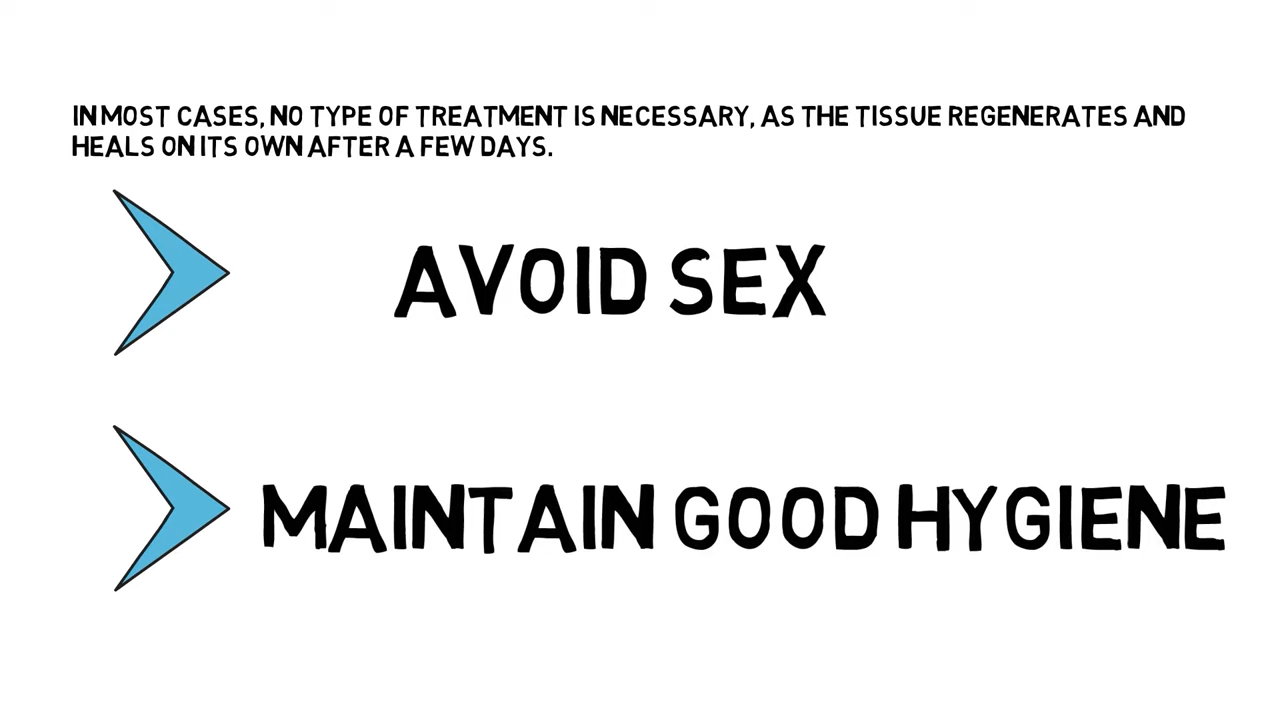 IN MOST CASES, NO TYPE OF TREATMENT IS NECESSARY, AS THE TISSUE REGENERATES AND
HEALS ON ITS OWN AFTER A FEW DAYS.
AVOID SEX
MAINTAIN GOOD HYGIENE